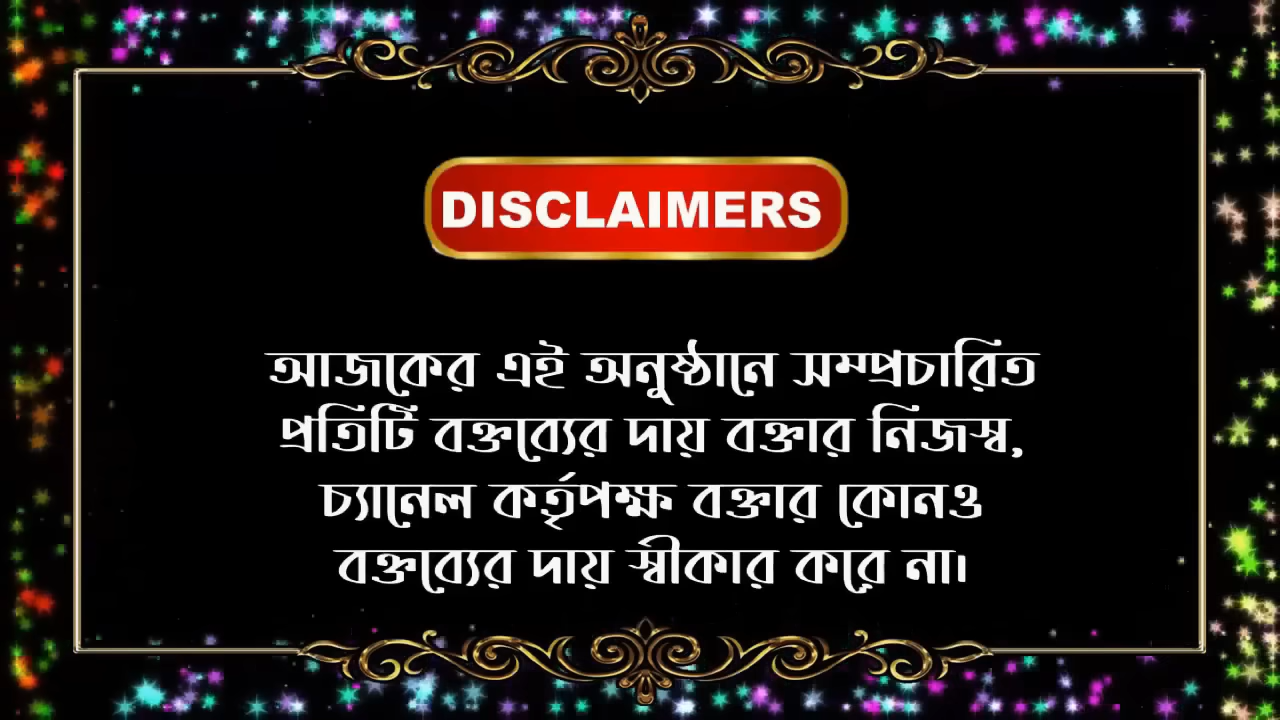 DISCLAIMERS
আজকের এই অনুষ্ঠানে সম্প্রচারিত
প্রতিটি বক্তব্যের দায় বক্তার নিজস্ব,
চ্যানেল কর্তৃপক্ষ বক্তার কোনও
বক্তব্যের দায় স্বীকার করে না।